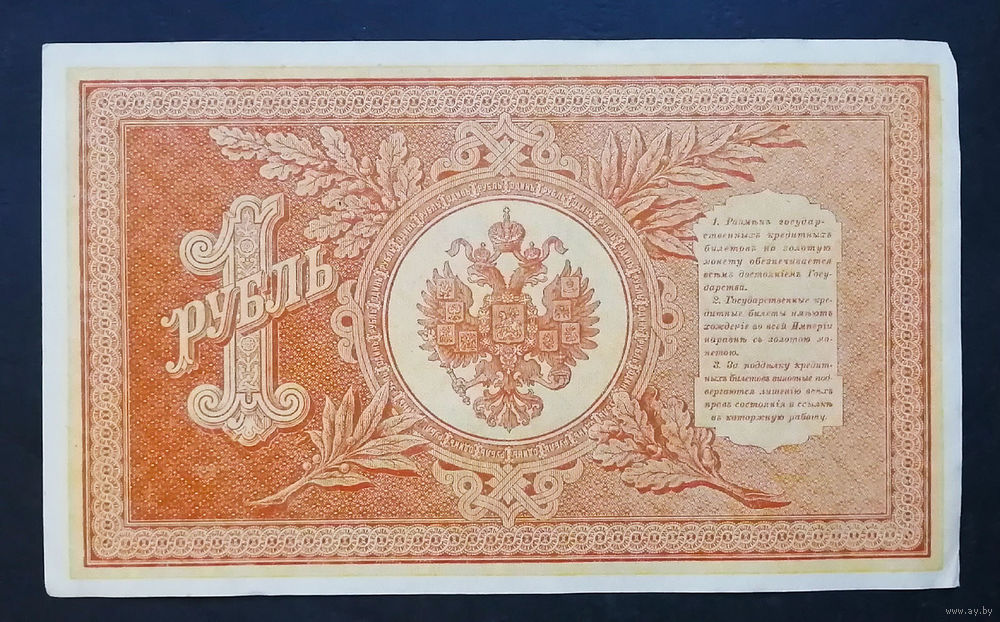 1
РУБЛЬ
1. Размѣнъ государ-
ственныхъ кредитныхъ
билетовъ на золотую
монету обезпечивается
всѣмъ достояніемъ Госу-
дарства.
2. Государственные кре-
дитные билеты имѣютъ
хожденіе во всей Имперіи
наравнѣ съ золотою мо-
нетою.
3. За поддѣлку кредит-
ныхъ билетовъ виновные под-
вергаются лишенію всѣхъ
правъ состоянія и ссылкѣ
въ каторжную работу.
www.ay.by